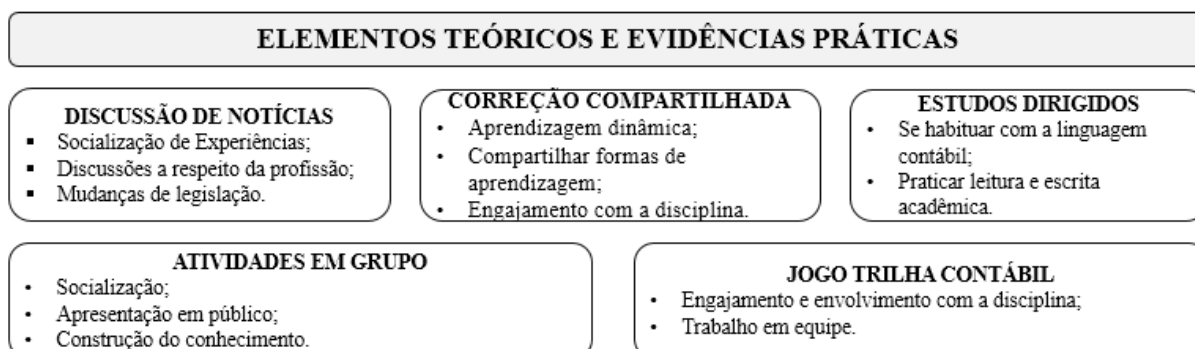 ELEMENTOS TEÓRICOS E EVIDÊNCIAS PRÁTICAS
DISCUSSÃO DE NOTÍCIAS
▪ Socialização de Experiências;
▪ Discussões a respeito da profissão;
▪ Mudanças de legislação.
CORREÇÃO COMPARTILHADA
• Aprendizagem dinâmica;
• Compartilhar formas de
aprendizagem;
• Engajamento com a disciplina.
ESTUDOS DIRIGIDOS
• Se habituar com a linguagem
contábil;
• Praticar leitura e escrita
acadêmica.
ATIVIDADES EM GRUPO
• Socialização;
• Apresentação em público;
• Construção do conhecimento.
JOGO TRILHA CONTÁBIL
• Engajamento e envolvimento com a disciplina;
• Trabalho em equipe.